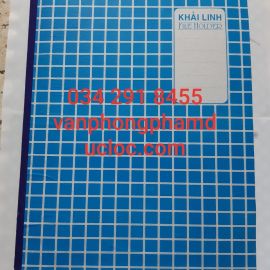 KHẢI LINH
FILE HOLDER
034 291 8455
vanphongphamd
ucloc.com